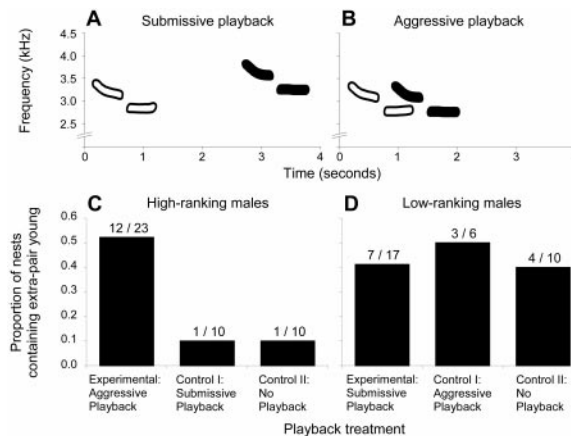 A Submissive playback
B Aggressive playback
Frequency (kHz)
4.5
4.0
3.5
3.0
2.5
0 1 2 3 4
0 1 2 3
Time (seconds)
C High-ranking males
D Low-ranking males
Proportion of nests
containing extra-pair young
0.6
0.5
0.4
0.3
0.2
0.1
0.0
12 / 23
1 / 10
1 / 10
7 / 17
3 / 6
4 / 10
Experimental:
Aggressive
Playback
Control I:
Submissive
Playback
Control II:
No
Playback
Experimental:
Submissive
Playback
Control I:
Aggressive
Playback
Control II:
No
Playback
Playback treatment